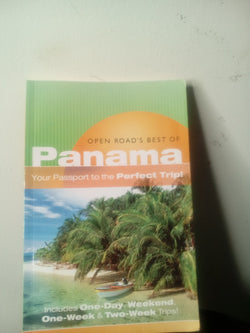 OPEN ROAD'S BEST OF
Panama
Your Passport to the Perfect Trip!
Includes One-Day, Weekend,
One-Week & Two-Week Trips!